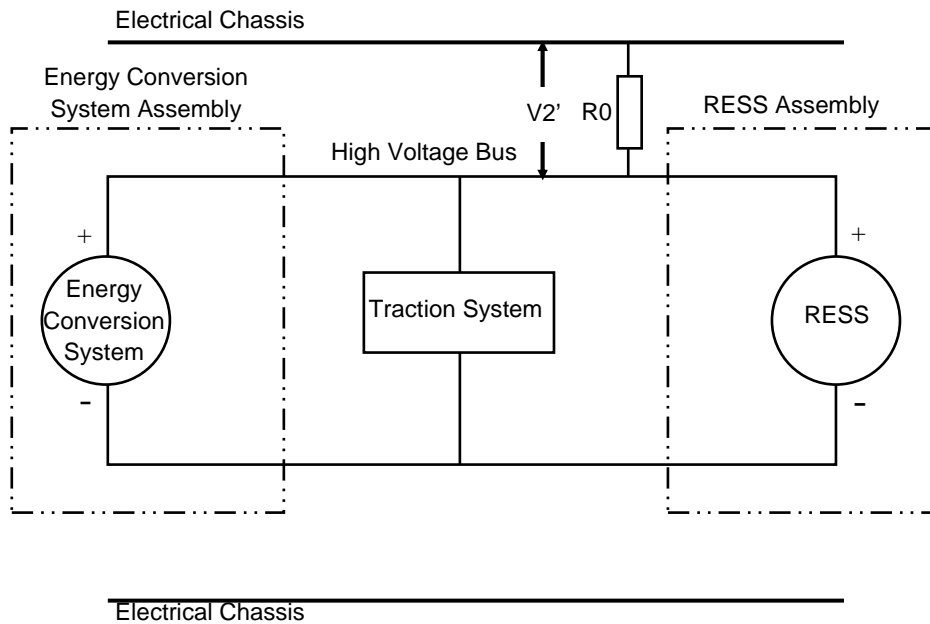 Electrical Chassis
Energy Conversion
System Assembly
V2’
R0
RESS Assembly
High Voltage Bus
+
+
Energy
Conversion
System
Traction System
RESS
-
-
Electrical Chassis